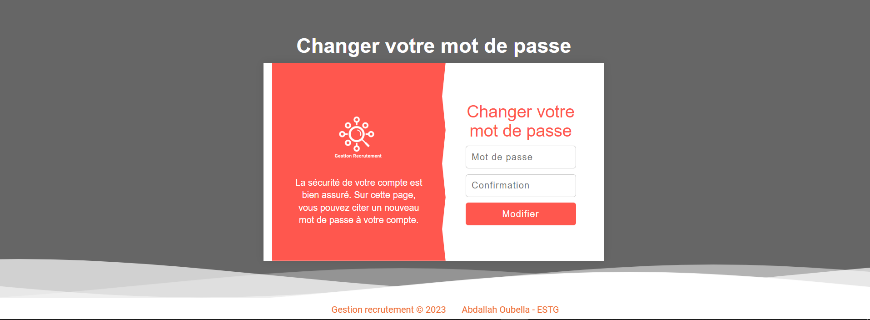 Changer votre mot de passe
Gestion Recrutement
La sécurité de votre compte est
bien assuré. Sur cette page,
vous pouvez citer un nouveau
mot de passe à votre compte.
Changer votre
mot de passe
Mot de passe
Confirmation
Modifier
Gestion recrutement © 2023 Abdallah Oubella - ESTG